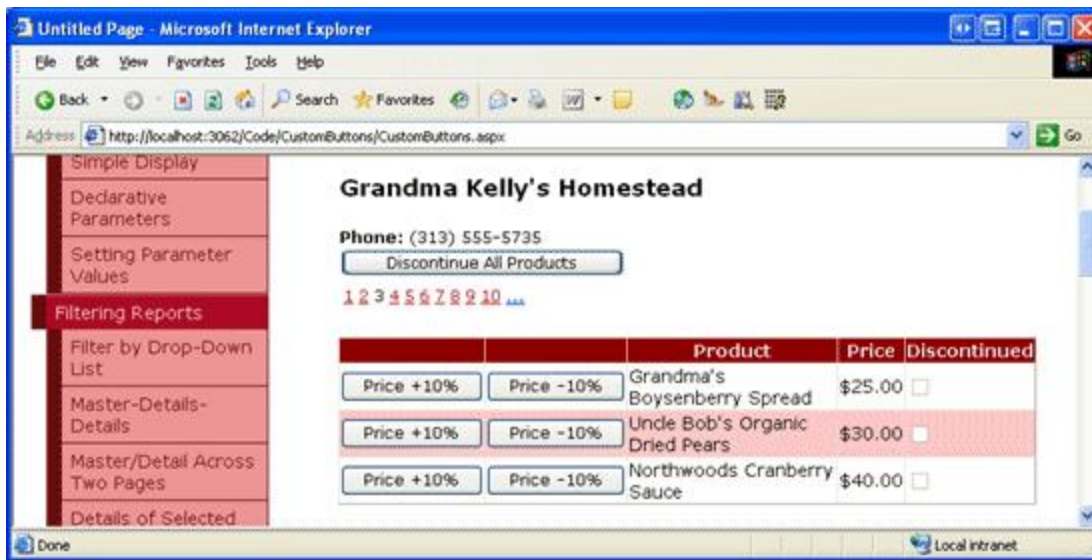 Untitled Page - Microsoft Internet Explorer
File Edit View Favorites Tools Help
Back Search Favorites
Address http://localhost:3062/Code/CustomButtons/CustomButtons.aspx Go
Simple Display
Declarative
Parameters
Setting Parameter
Values
Filtering Reports
Filter by Drop-Down
List
Master-Details-
Details
Master/Detail Across
Two Pages
Details of Selected
Grandma Kelly's Homestead
Phone: (313) 555-5735
Discontinue All Products
1 2 3 4 5 6 7 8 9 10 ...
Product Price Discontinued
Price +10% Price -10% Grandma's
Boysenberry Spread $25.00
Price +10% Price -10% Uncle Bob's Organic
Dried Pears $30.00
Price +10% Price -10% Northwoods Cranberry
Sauce $40.00
Done Local intranet